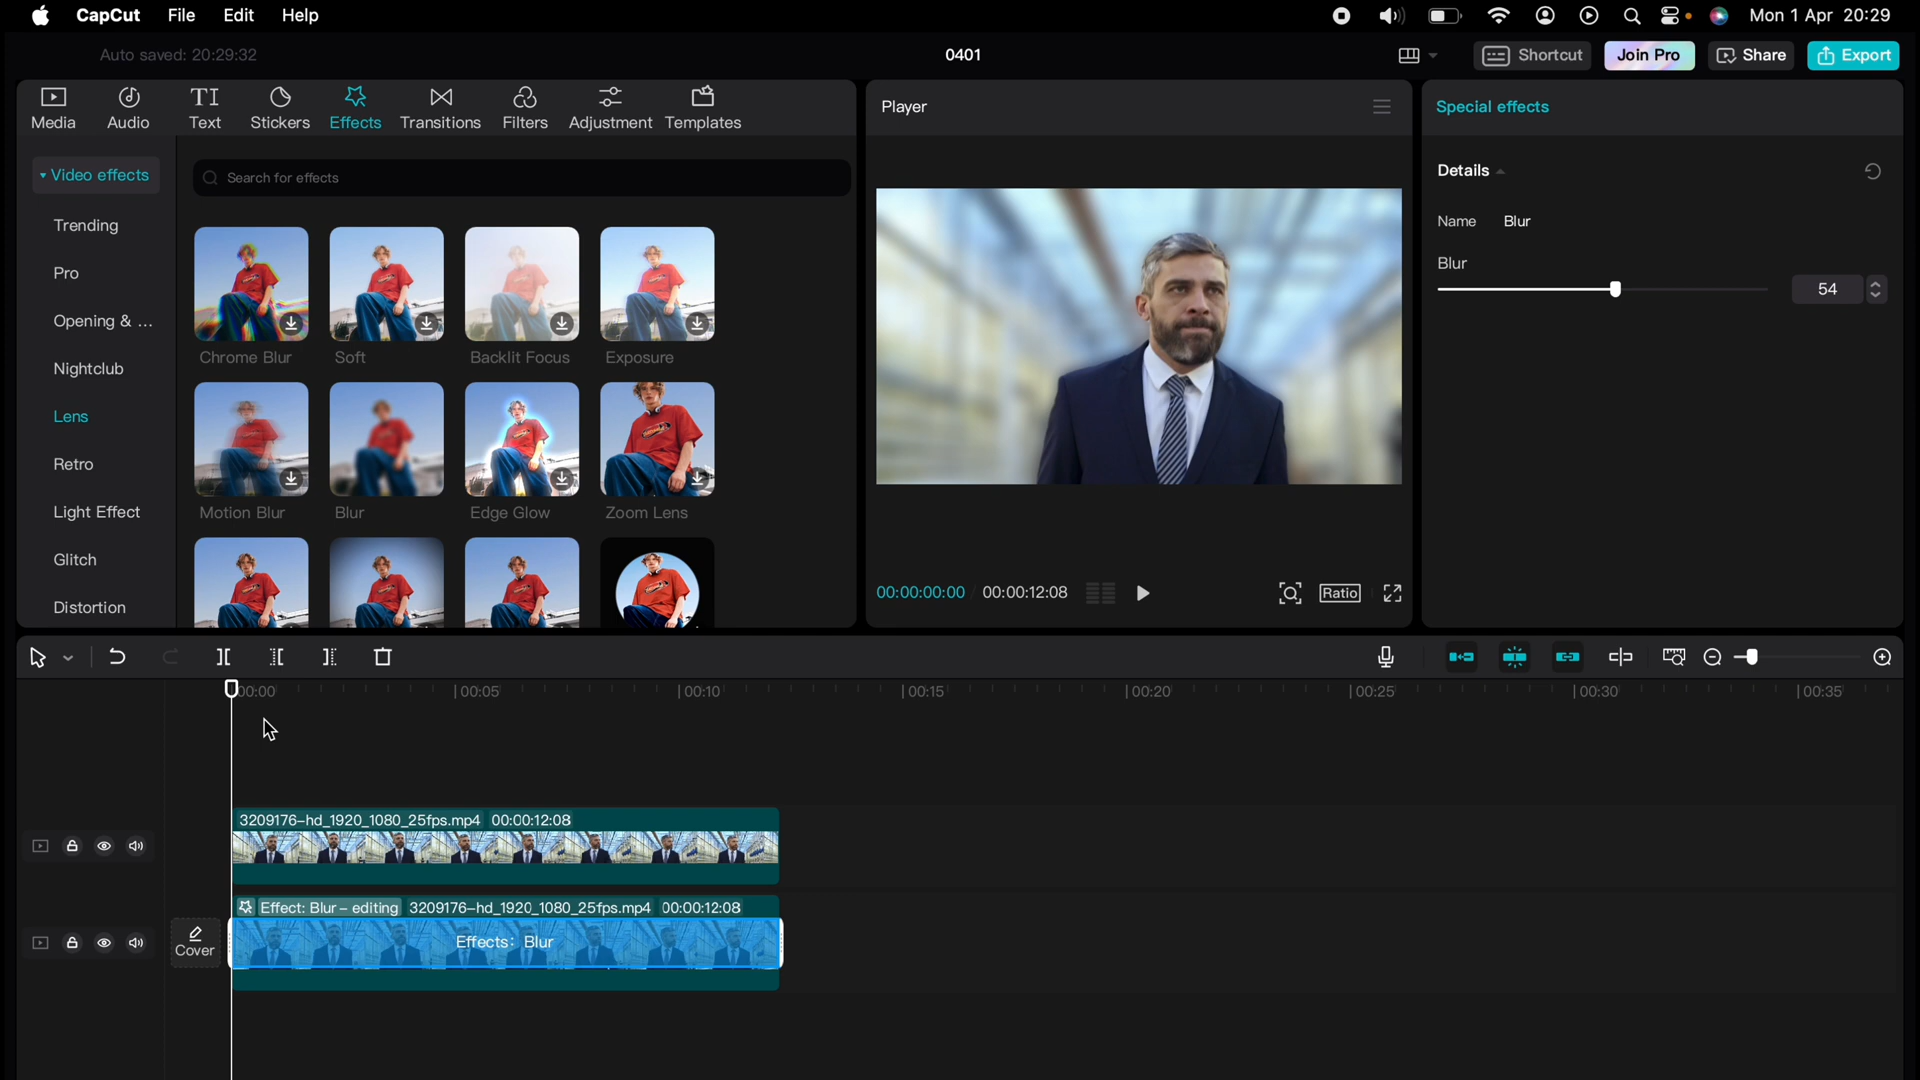 CapCut File Edit Help Mon 1 Apr 20:29
Auto saved: 20:29:32 0401 Shortcut Join Pro Share Export
Media Audio Text Stickers Effects Transitions Filters Adjustment Templates
Player
Special effects
Video effects
Trending
Pro
Opening & ...
Nightclub
Lens
Retro
Light Effect
Glitch
Distortion
Search for effects
Chrome Blur Soft Backlit Focus Exposure
Motion Blur Blur Edge Glow Zoom Lens
00:00:00:00 / 00:00:12:08 Ratio
Details
Name Blur
Blur
54
00:00 00:05 00:10 00:15 00:20 00:25 00:30 00:35
3209176-hd_1920_1080_25fps.mp4 00:00:12:08
Effect: Blur – editing 3209176-hd_1920_1080_25fps.mp4 00:00:12:08
Cover
Effects: Blur